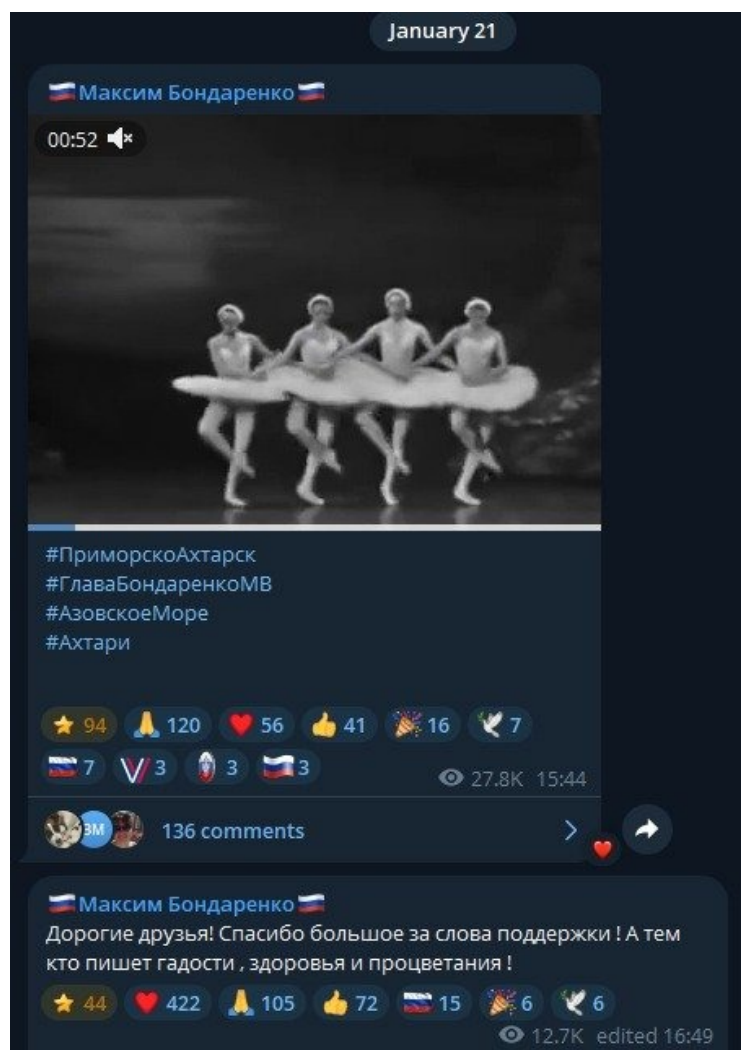 January 21
Максим Бондаренко
00:52
#ПриморскоАхтарск
#ГлаваБондаренкоМВ
#АзовскоеМоре
#Ахтари
94 120 56 41 16 7
7 3 3 3
27.8K 15:44
ЗМ
136 comments
Максим Бондаренко
Дорогие друзья! Спасибо большое за слова поддержки ! А тем
кто пишет гадости , здоровья и процветания !
44 422 105 72 15 6 6
12.7K edited 16:49